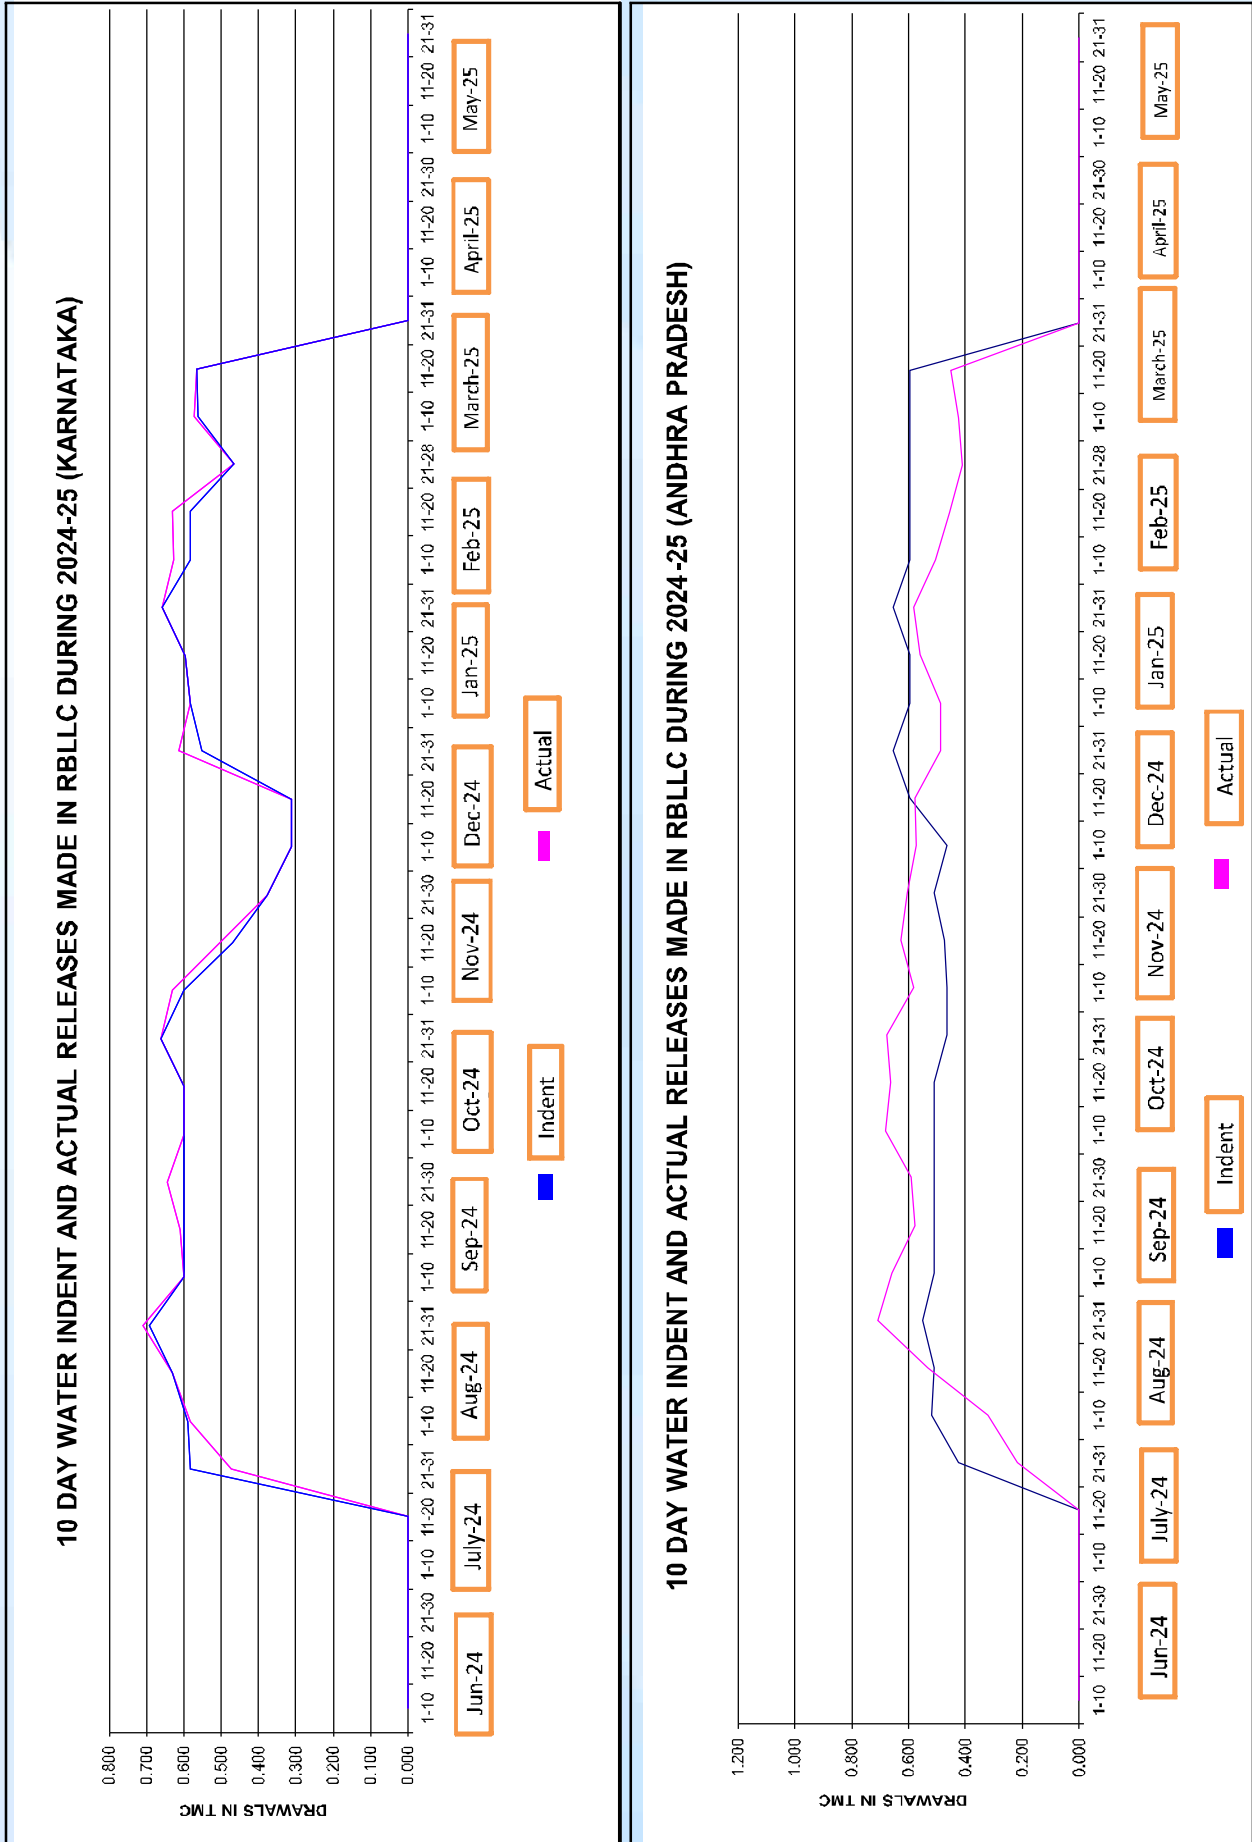 10 DAY WATER INDENT AND ACTUAL RELEASES MADE IN RBLLC DURING 2024-25 (KARNATAKA)
DRAWALS IN TMC
0.800
0.700
0.600
0.500
0.400
0.300
0.200
0.100
0.000
1-10 11-20 21-30 1-10 11-20 21-31 1-10 11-20 21-31 1-10 11-20 21-30 1-10 11-20 21-31 1-10 11-20 21-30 1-10 11-20 21-31 1-10 11-20 21-31 1-10 11-20 21-28 1-10 11-20 21-31 1-10 11-20 21-30 1-10 11-20 21-31
Jun-24 July-24 Aug-24 Sep-24 Oct-24 Nov-24 Dec-24 Jan-25 Feb-25 March-25 April-25 May-25
Indent Actual
10 DAY WATER INDENT AND ACTUAL RELEASES MADE IN RBLLC DURING 2024-25 (ANDHRA PRADESH)
DRAWALS IN TMC
1.200
1.000
0.800
0.600
0.400
0.200
0.000
1-10 11-20 21-30 1-10 11-20 21-31 1-10 11-20 21-31 1-10 11-20 21-30 1-10 11-20 21-31 1-10 11-20 21-30 1-10 11-20 21-31 1-10 11-20 21-31 1-10 11-20 21-28 1-10 11-20 21-31 1-10 11-20 21-30 1-10 11-20 21-31
Jun-24 July-24 Aug-24 Sep-24 Oct-24 Nov-24 Dec-24 Jan-25 Feb-25 March-25 April-25 May-25
Indent Actual